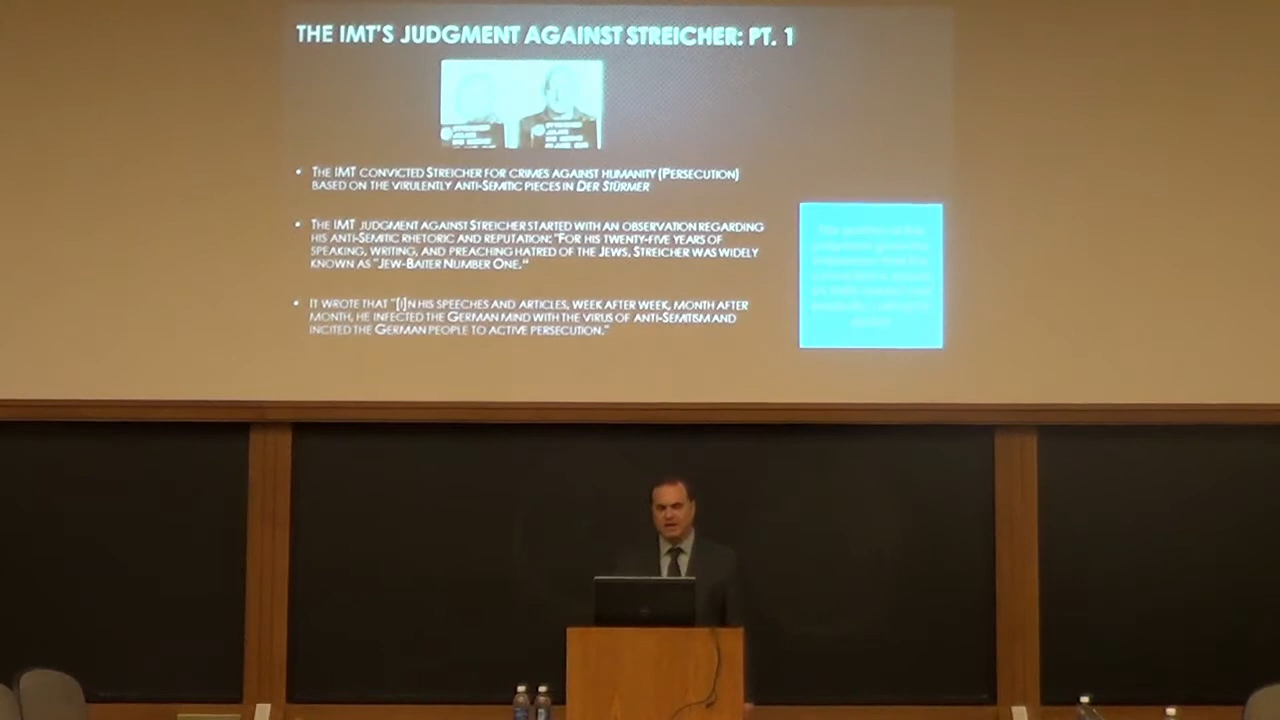 THE IMT'S JUDGMENT AGAINST STREICHER: PT. 1
• THE IMT CONVICTED STREICHER FOR CRIMES AGAINST HUMANITY (PERSECUTION)
BASED ON THE VIRULENTLY ANTI-SEMITIC PIECES IN DER STÜRMER
• THE IMT JUDGMENT AGAINST STREICHER STARTED WITH AN OBSERVATION REGARDING
HIS ANTI-SEMITIC RHETORIC AND REPUTATION: "FOR HIS TWENTY-FIVE YEARS OF
SPEAKING, WRITING, AND PREACHING HATRED OF THE JEWS, STREICHER WAS WIDELY
KNOWN AS "JEW-BAITER NUMBER ONE."
• IT WROTE THAT "[I]N HIS SPEECHES AND ARTICLES, WEEK AFTER WEEK, MONTH AFTER
MONTH, HE INFECTED THE GERMAN MIND WITH THE VIRUS OF ANTI-SEMITISM AND
INCITED THE GERMAN PEOPLE TO ACTIVE PERSECUTION."